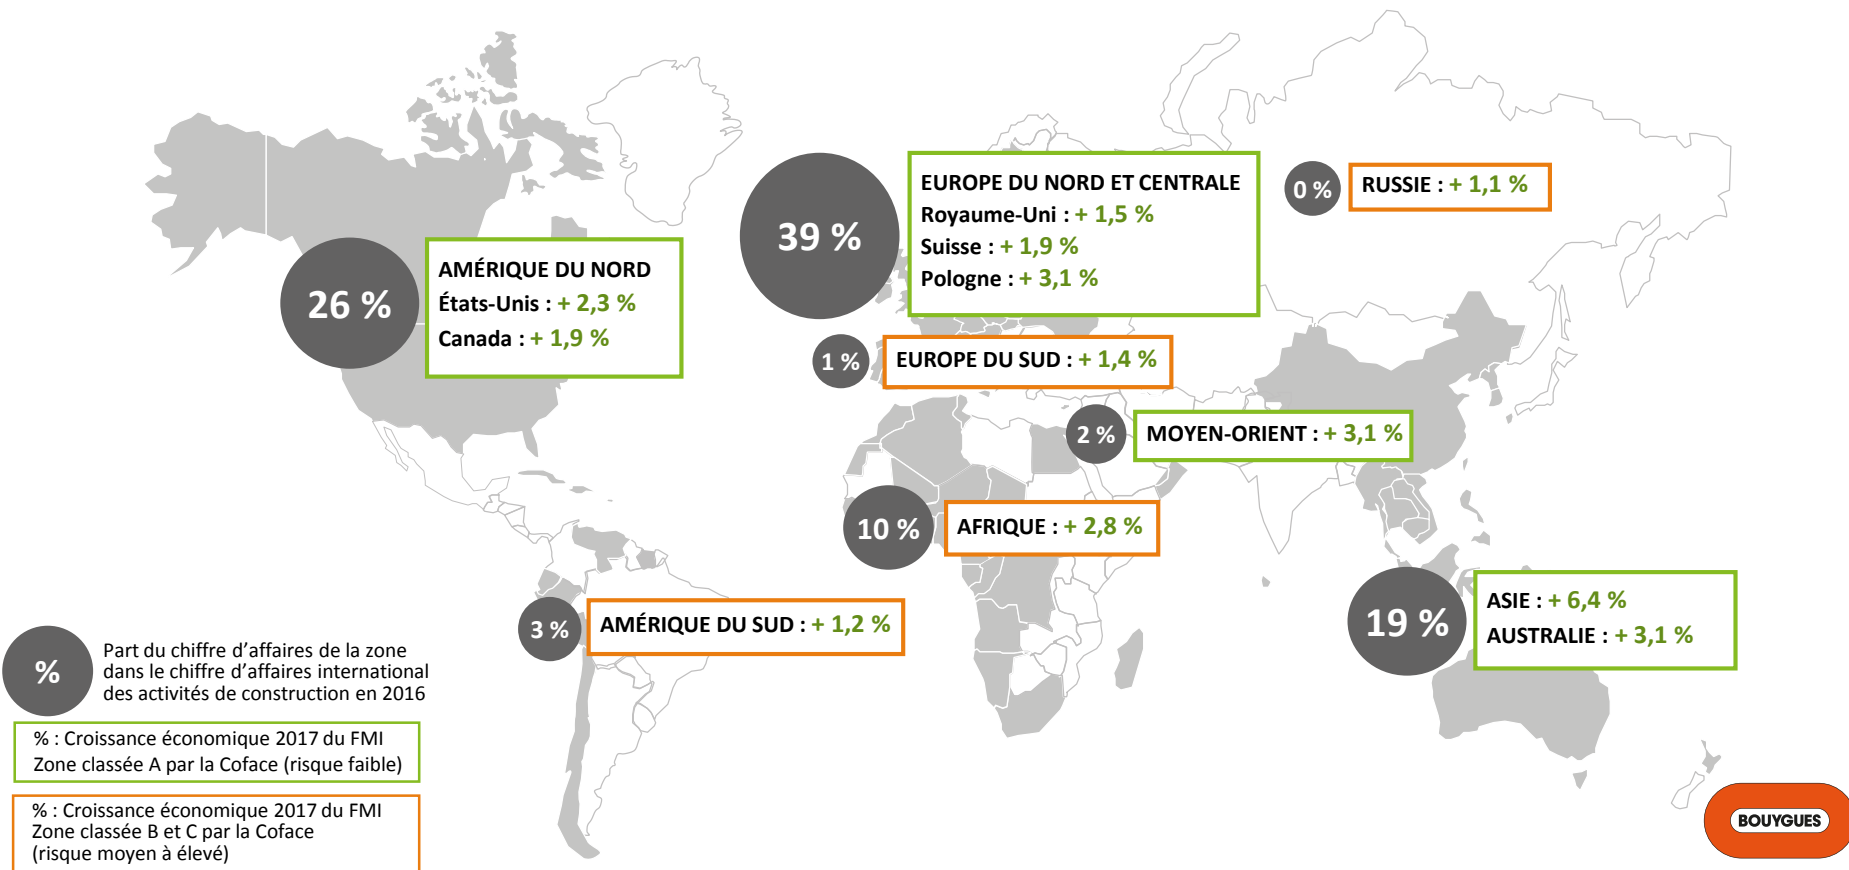 39 %
EUROPE DU NORD ET CENTRALE
Royaume-Uni : + 1,5 %
Suisse : + 1,9 %
Pologne : + 3,1 %
0 %
RUSSIE : + 1,1 %
26 %
AMÉRIQUE DU NORD
États-Unis : + 2,3 %
Canada : + 1,9 %
1 %
EUROPE DU SUD : + 1,4 %
2 %
MOYEN-ORIENT : + 3,1 %
10 %
AFRIQUE : + 2,8 %
3 %
AMÉRIQUE DU SUD : + 1,2 %
19 %
ASIE : + 6,4 %
AUSTRALIE : + 3,1 %
%
Part du chiffre d’affaires de la zone
dans le chiffre d’affaires international
des activités de construction en 2016
% : Croissance économique 2017 du FMI
Zone classée A par la Coface (risque faible)
% : Croissance économique 2017 du FMI
Zone classée B et C par la Coface
(risque moyen à élevé)
BOUYGUES